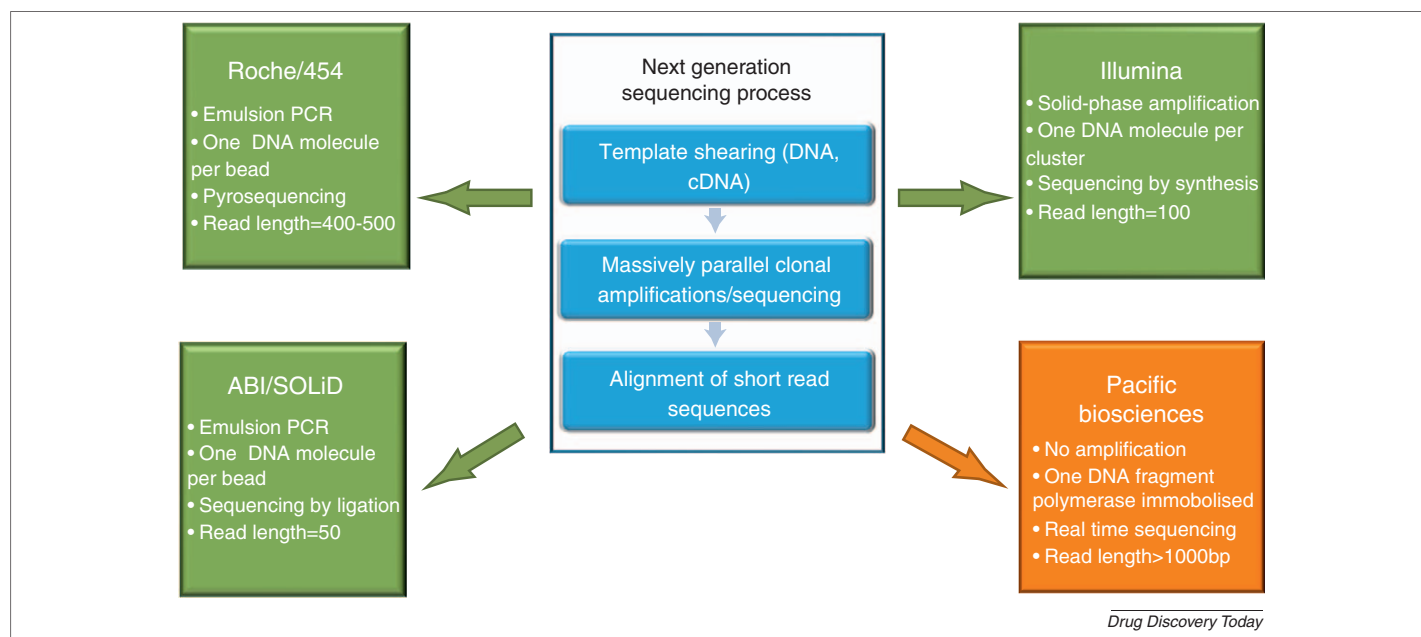 Roche/454
• Emulsion PCR
• One DNA molecule
per bead
• Pyrosequencing
• Read length=400-500
Next generation
sequencing process
Template shearing (DNA,
cDNA)
Massively parallel clonal
amplifications/sequencing
Alignment of short read
sequences
Illumina
• Solid-phase amplification
• One DNA molecule per
cluster
• Sequencing by synthesis
• Read length=100
ABI/SOLiD
• Emulsion PCR
• One DNA molecule
per bead
• Sequencing by ligation
• Read length=50
Pacific
biosciences
• No amplification
• One DNA fragment
polymerase immobolised
• Real time sequencing
• Read length>1000bp
Drug Discovery Today